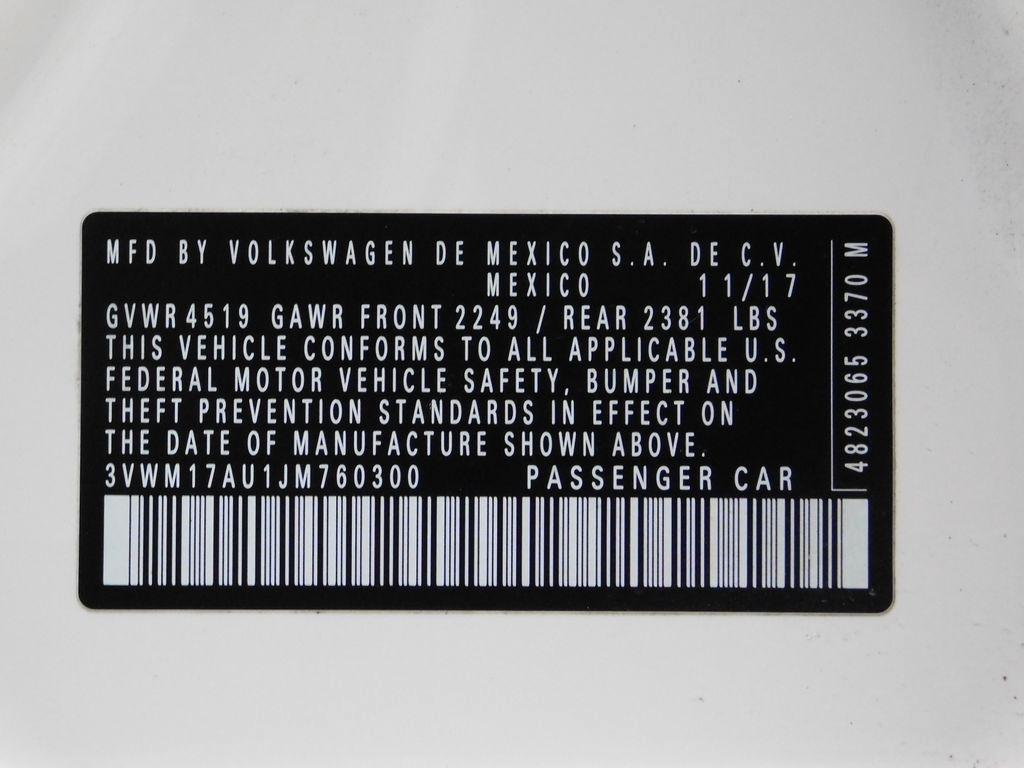 MFD BY VOLKSWAGEN DE MEXICO S.A. DE C.V.
MEXICO 11/17
GVWR 4519 GAWR FRONT 2249 / REAR 2381 LBS
THIS VEHICLE CONFORMS TO ALL APPLICABLE U.S.
FEDERAL MOTOR VEHICLE SAFETY, BUMPER AND
THEFT PREVENTION STANDARDS IN EFFECT ON
THE DATE OF MANUFACTURE SHOWN ABOVE.
3VWM17AU1JM760300 PASSENGER CAR
4823065 3370 M